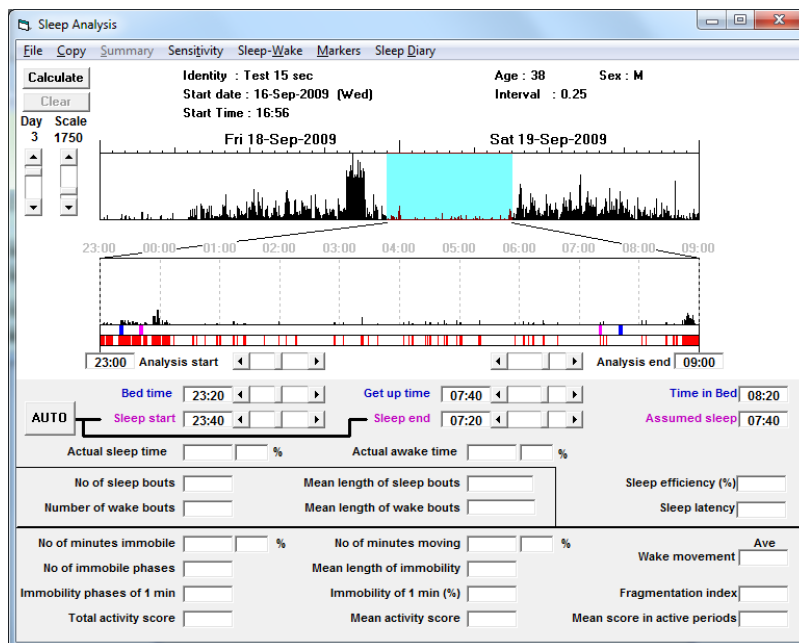 Sleep Analysis
File Copy Summary Sensitivity Sleep-Wake Markers Sleep Diary
Calculate
Clear
Identity : Test 15 sec Age : 38 Sex : M
Start date : 16-Sep-2009 (Wed) Interval : 0.25
Start Time : 16:56
Day Scale
3 1750
Fri 18-Sep-2009 Sat 19-Sep-2009
23:00 00:00 01:00 02:00 03:00 04:00 05:00 06:00 07:00 08:00 09:00
23:00 Analysis start Analysis end 09:00
Bed time 23:20 Get up time 07:40 Time in Bed 08:20
AUTO Sleep start 23:40 Sleep end 07:20 Assumed sleep 07:40
Actual sleep time % Actual awake time %
No of sleep bouts Mean length of sleep bouts Sleep efficiency (%)
Number of wake bouts Mean length of wake bouts Sleep latency
No of minutes immobile % No of minutes moving % Ave
Wake movement
No of immobile phases Mean length of immobility
Immobility phases of 1 min Immobility of 1 min (%) Fragmentation index
Total activity score Mean activity score Mean score in active periods